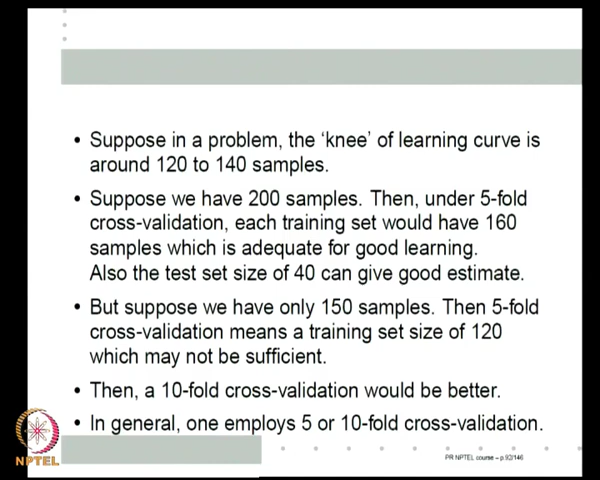 • Suppose in a problem, the 'knee' of learning curve is
around 120 to 140 samples.
• Suppose we have 200 samples. Then, under 5-fold
cross-validation, each training set would have 160
samples which is adequate for good learning.
Also the test set size of 40 can give good estimate.
• But suppose we have only 150 samples. Then 5-fold
cross-validation means a training set size of 120
which may not be sufficient.
• Then, a 10-fold cross-validation would be better.
• In general, one employs 5 or 10-fold cross-validation.
NPTEL
PR NPTEL course – p.92/146